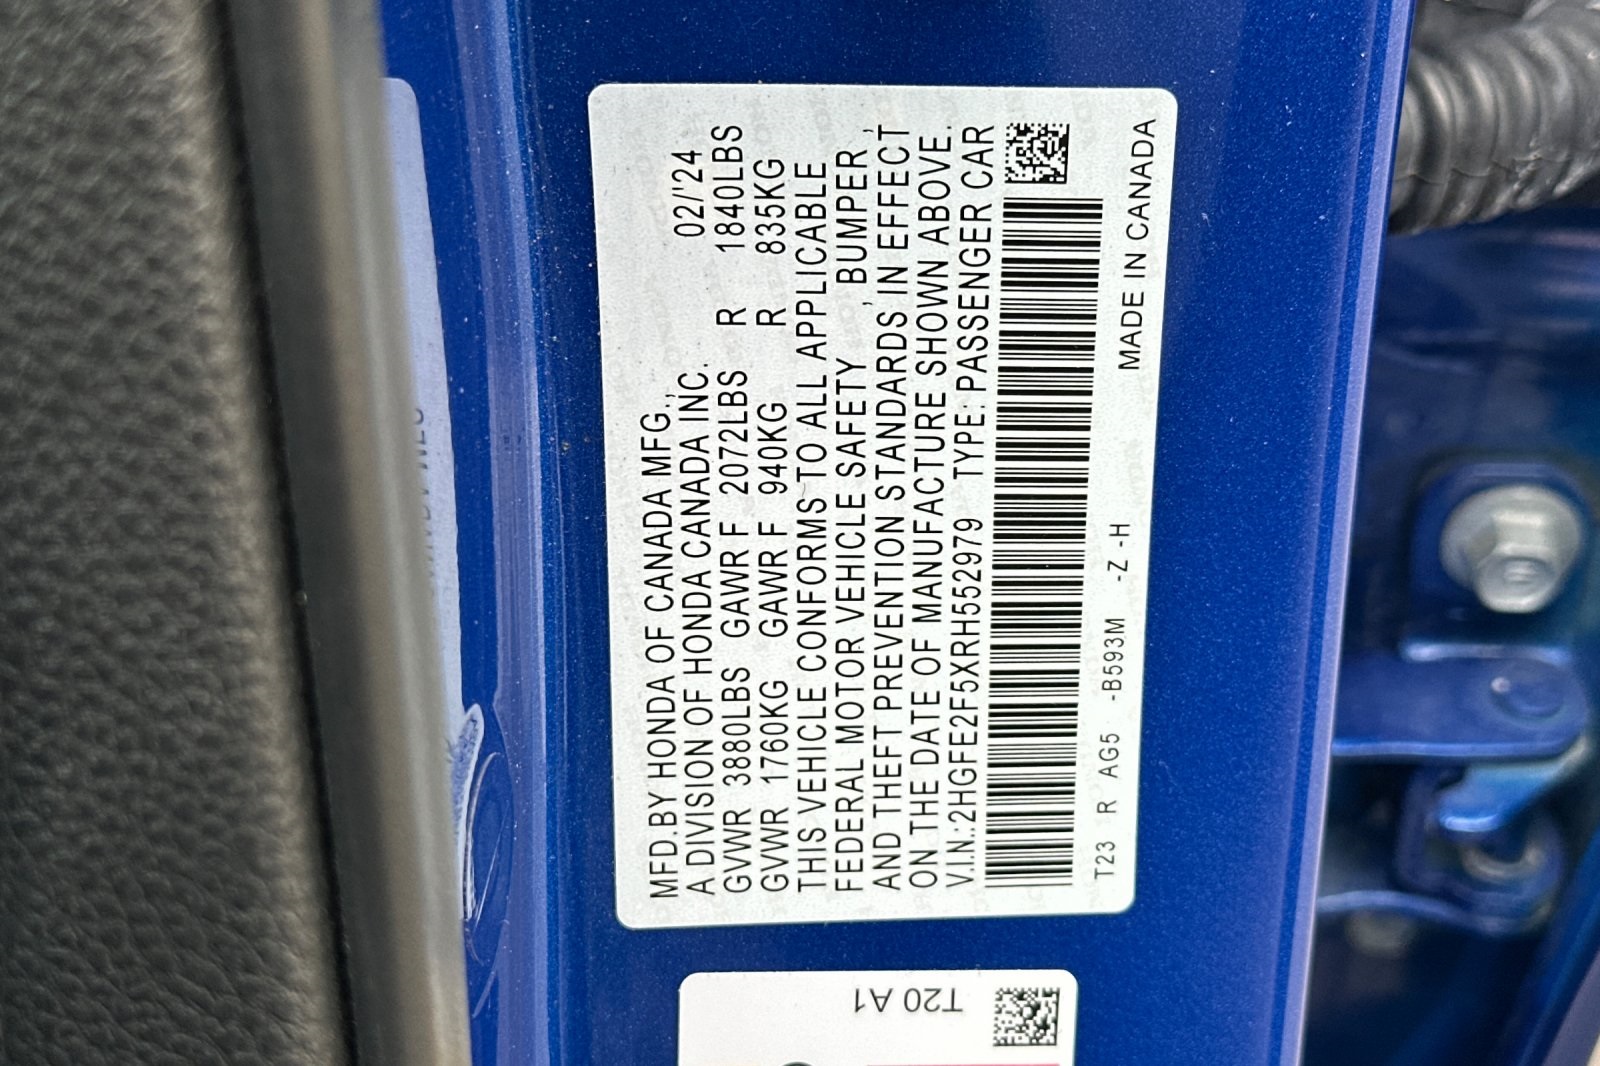 MFD.BY HONDA OF CANADA MFG.,
A DIVISION OF HONDA CANADA INC. 02/'24
GVWR 3880LBS GAWR F 2072LBS R 1840LBS
GVWR 1760KG GAWR F 940KG R 835KG
THIS VEHICLE CONFORMS TO ALL APPLICABLE
FEDERAL MOTOR VEHICLE SAFETY , BUMPER ,
AND THEFT PREVENTION STANDARDS IN EFFECT
ON THE DATE OF MANUFACTURE SHOWN ABOVE.
V.I.N.:2HGFE2F5XRH552979 TYPE: PASSENGER CAR
T23 R AG5 -B593M -Z -H MADE IN CANADA
T20 A1